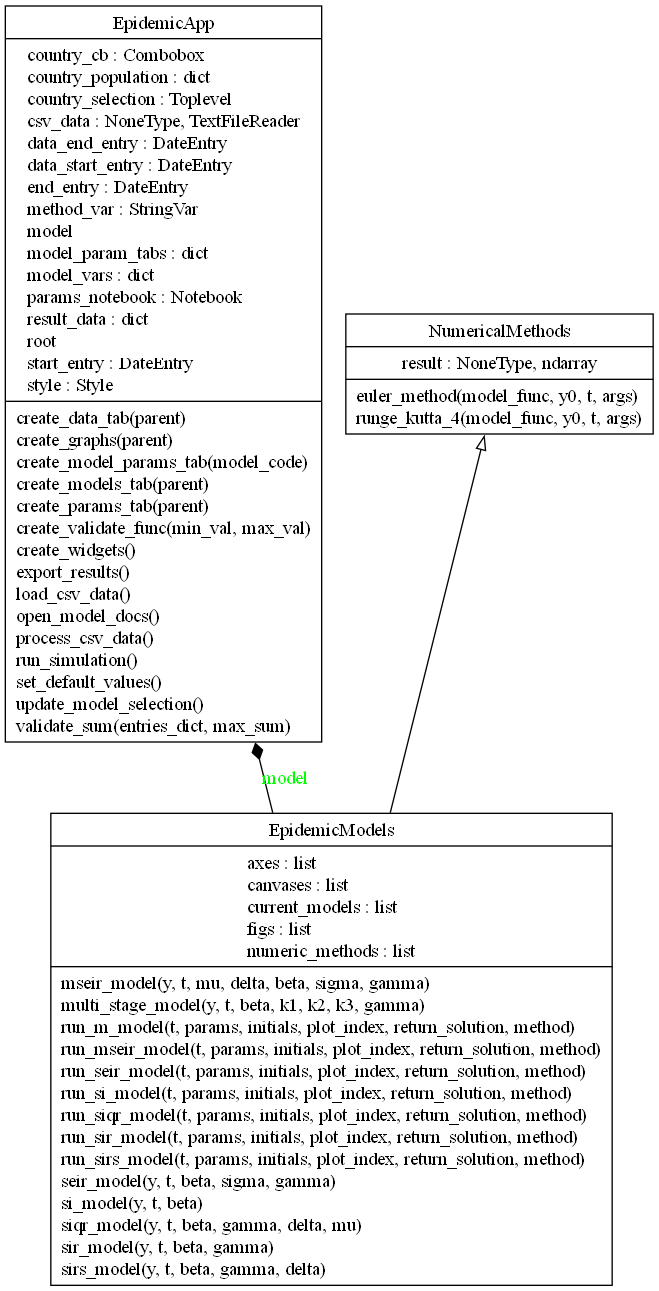 EpidemicApp
country_cb : Combobox
country_population : dict
country_selection : Toplevel
csv_data : NoneType, TextFileReader
data_end_entry : DateEntry
data_start_entry : DateEntry
end_entry : DateEntry
method_var : StringVar
model
model_param_tabs : dict
model_vars : dict
params_notebook : Notebook
result_data : dict
root
start_entry : DateEntry
style : Style
create_data_tab(parent)
create_graphs(parent)
create_model_params_tab(model_code)
create_models_tab(parent)
create_params_tab(parent)
create_validate_func(min_val, max_val)
create_widgets()
export_results()
load_csv_data()
open_model_docs()
process_csv_data()
run_simulation()
set_default_values()
update_model_selection()
validate_sum(entries_dict, max_sum)
NumericalMethods
result : NoneType, ndarray
euler_method(model_func, y0, t, args)
runge_kutta_4(model_func, y0, t, args)
model
EpidemicModels
axes : list
canvases : list
current_models : list
figs : list
numeric_methods : list
mseir_model(y, t, mu, delta, beta, sigma, gamma)
multi_stage_model(y, t, beta, k1, k2, k3, gamma)
run_m_model(t, params, initials, plot_index, return_solution, method)
run_mseir_model(t, params, initials, plot_index, return_solution, method)
run_seir_model(t, params, initials, plot_index, return_solution, method)
run_si_model(t, params, initials, plot_index, return_solution, method)
run_siqr_model(t, params, initials, plot_index, return_solution, method)
run_sir_model(t, params, initials, plot_index, return_solution, method)
run_sirs_model(t, params, initials, plot_index, return_solution, method)
seir_model(y, t, beta, sigma, gamma)
si_model(y, t, beta)
siqr_model(y, t, beta, gamma, delta, mu)
sir_model(y, t, beta, gamma)
sirs_model(y, t, beta, gamma, delta)